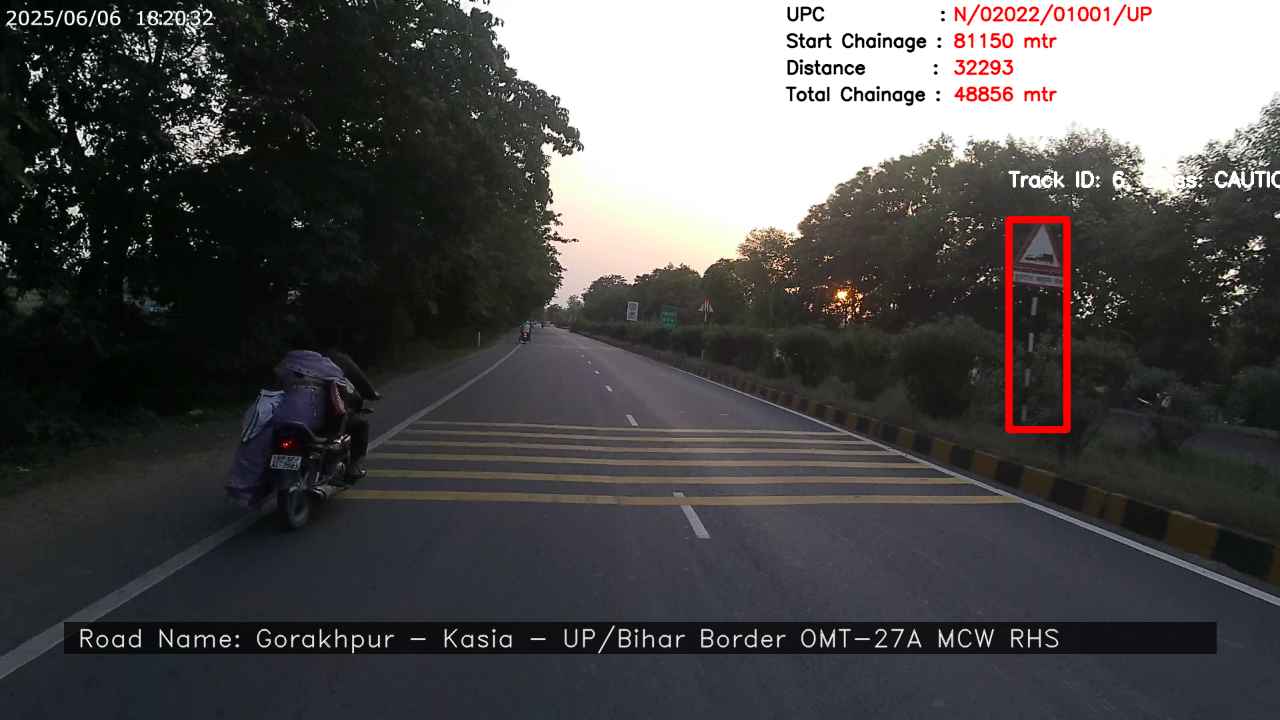 2025/06/06 18:20:32
UPC : N/02022/01001/UP
Start Chainage : 81150 mtr
Distance : 32293
Total Chainage : 48856 mtr
Track ID: 6, CAUTIO
Road Name: Gorakhpur - Kasia - UP/Bihar Border OMT-27A MCW RHS